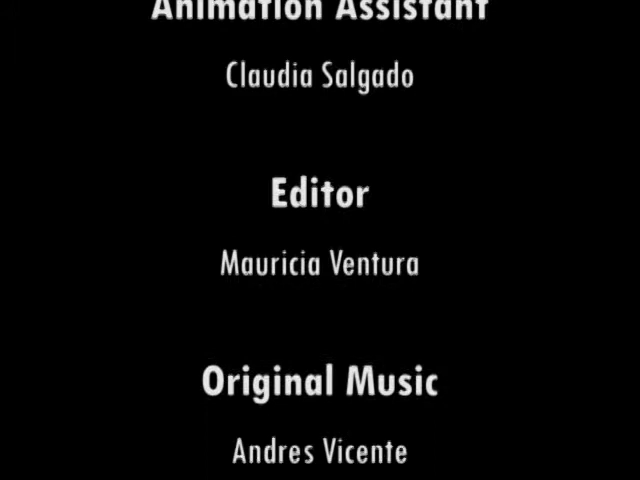 Animation Assistant
Claudia Salgado
Editor
Mauricia Ventura
Original Music
Andres Vicente